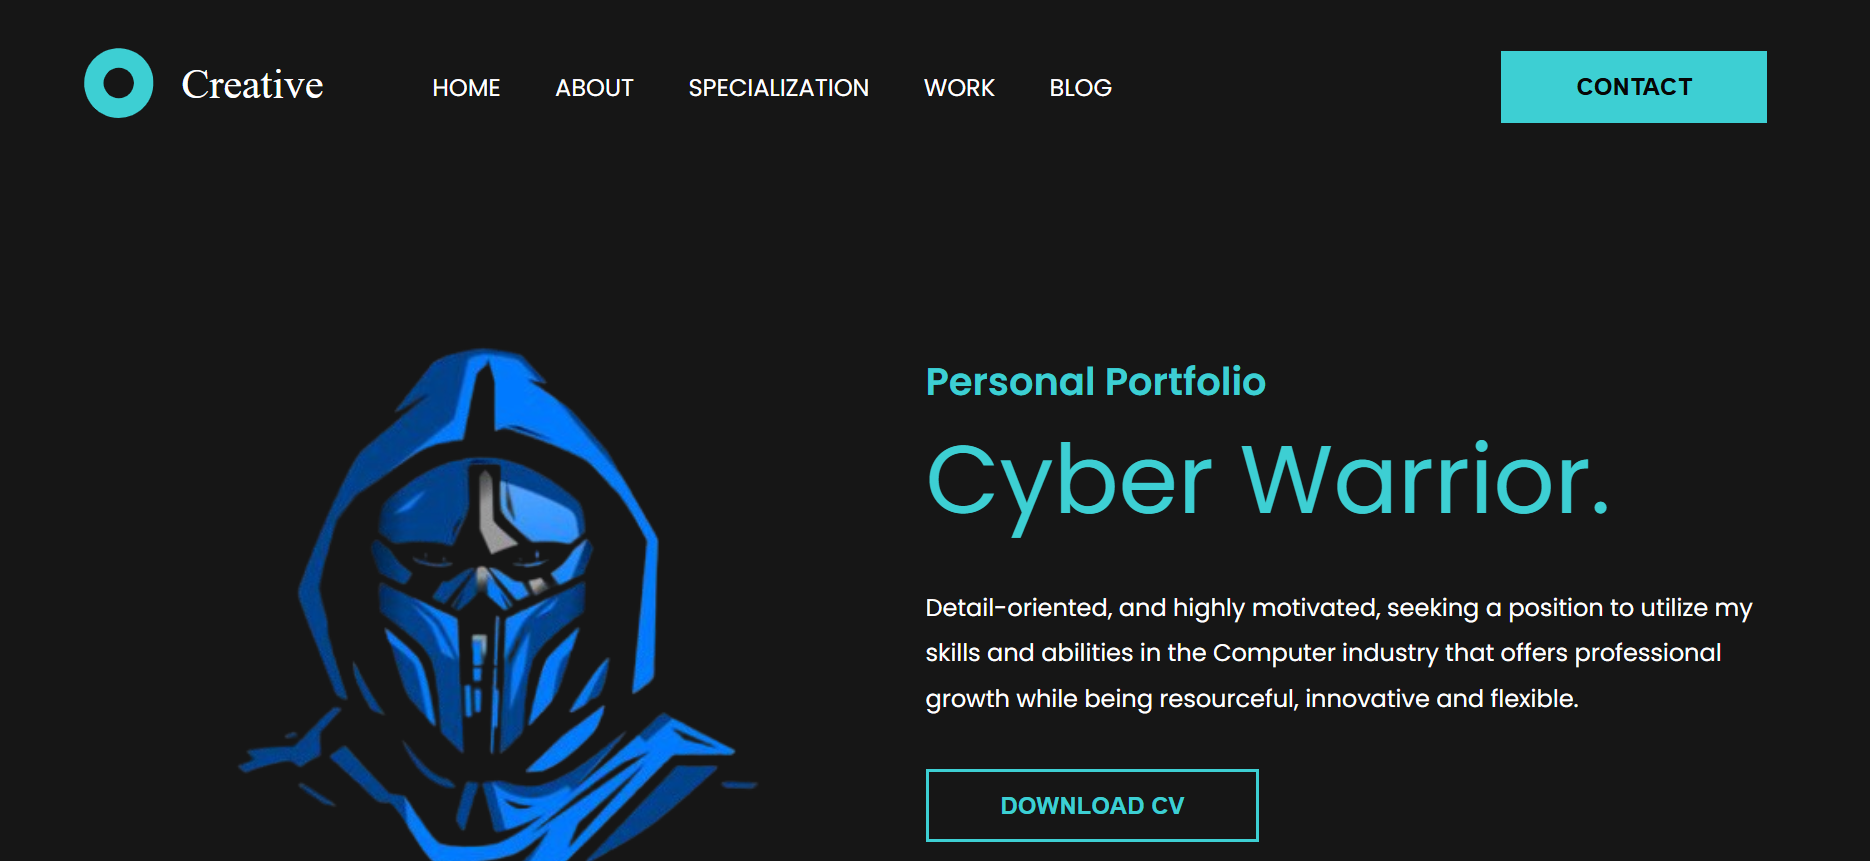 Creative
HOME ABOUT SPECIALIZATION WORK BLOG
CONTACT
Personal Portfolio
Cyber Warrior.
Detail-oriented, and highly motivated, seeking a position to utilize my
skills and abilities in the Computer industry that offers professional
growth while being resourceful, innovative and flexible.
DOWNLOAD CV